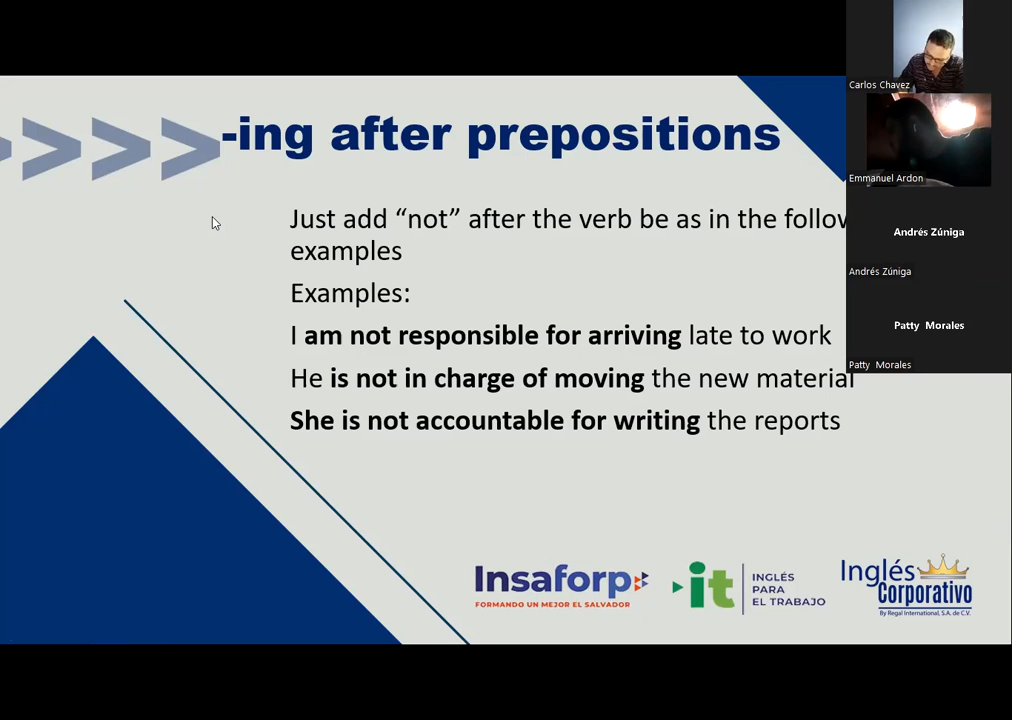 -ing after prepositions
Just add “not” after the verb be as in the
examples
Examples:
I am not responsible for arriving late to work
He is not in charge of moving the new material
She is not accountable for writing the reports
Insaforp
FORMANDO UN MEJOR EL SALVADOR
it
INGLÉS
PARA
EL TRABAJO
Inglés
Corporativo
By Regal International, S.A. de C.V.
Carlos Chavez
Emmanuel Ardon
Andrés Zúniga
Andrés Zúniga
Patty Morales
Patty Morales